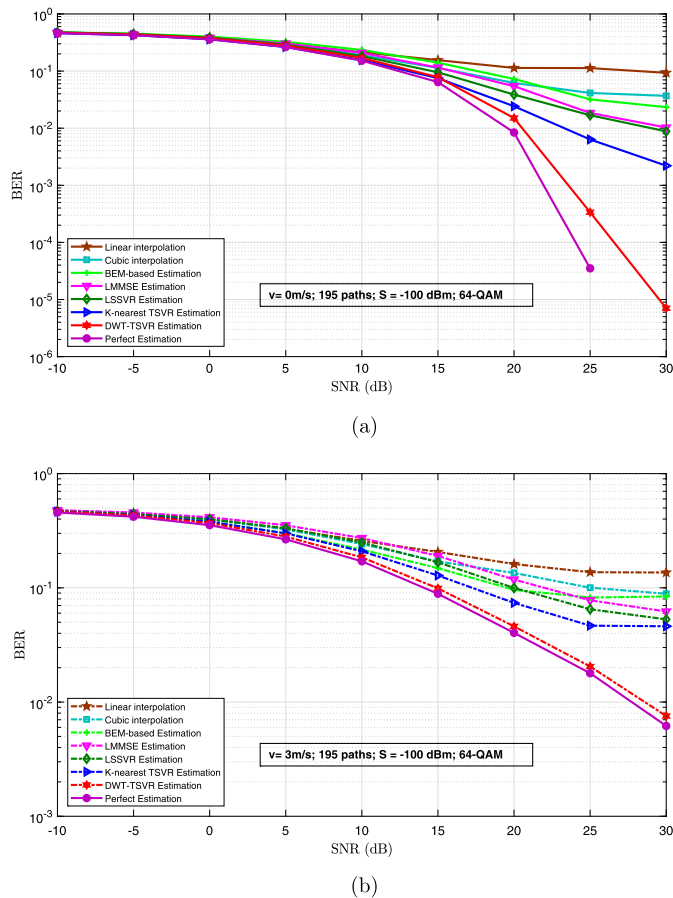 10^0
10^-1
10^-2
10^-3
10^-4
10^-5
10^-6
BER
Linear interpolation
Cubic interpolation
BEM-based Estimation
LMMSE Estimation
LSSVR Estimation
K-nearest TSVR Estimation
DWT-TSVR Estimation
Perfect Estimation
v= 0m/s; 195 paths; S = -100 dBm; 64-QAM
-10 -5 0 5 10 15 20 25 30
SNR (dB)
(a)
10^0
10^-1
10^-2
10^-3
BER
Linear interpolation
Cubic interpolation
BEM-based Estimation
LMMSE Estimation
LSSVR Estimation
K-nearest TSVR Estimation
DWT-TSVR Estimation
Perfect Estimation
v= 3m/s; 195 paths; S = -100 dBm; 64-QAM
-10 -5 0 5 10 15 20 25 30
SNR (dB)
(b)